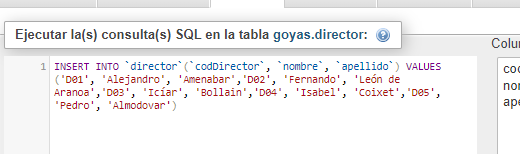 Ejecutar la(s) consulta(s) SQL en la tabla goyas.director:
Colum
1 INSERT INTO `director`(`codDirector`, `nombre`, `apellido`) VALUES
('D01', 'Alejandro', 'Amenabar','D02', 'Fernando', 'León de
Aranoa','D03', 'Icíar', 'Bollain','D04', 'Isabel', 'Coixet','D05',
'Pedro', 'Almodovar')
coc
nor
ape